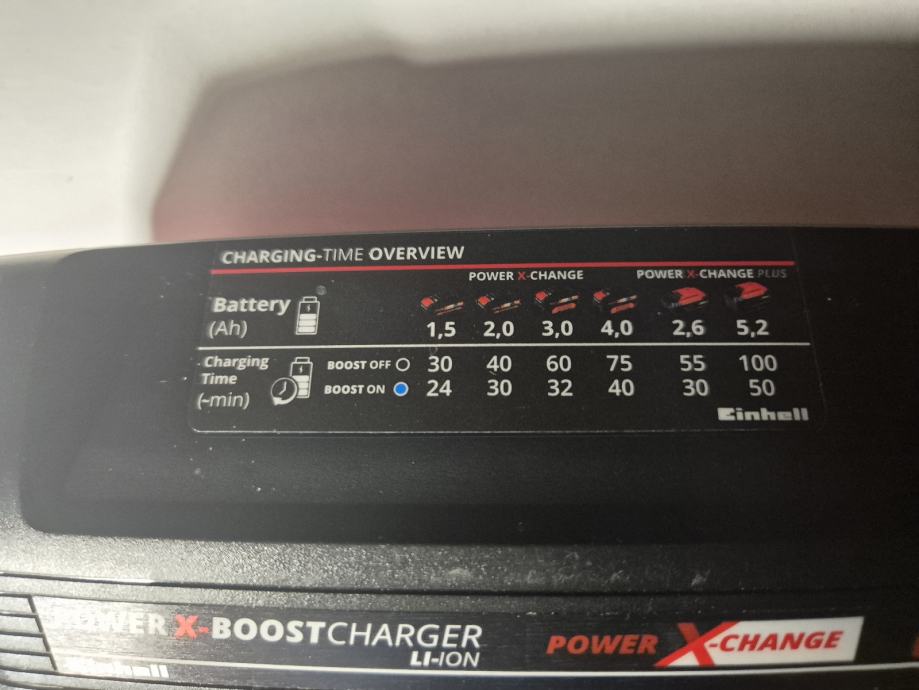 CHARGING-TIME OVERVIEW
POWER X-CHANGE POWER X-CHANGE PLUS
Battery
(Ah) 1,5 2,0 3,0 4,0 2,6 5,2
Charging
Time
(~min)
BOOST OFF 30 40 60 75 55 100
BOOST ON 24 30 32 40 30 50
Einhell
POWER X-BOOSTCHARGER
LI-ION
Einhell
POWER X-CHANGE